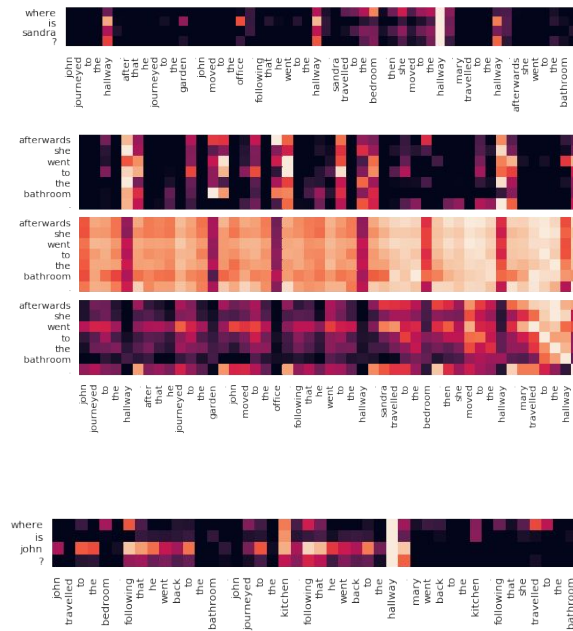 where
is
sandra
?
john journeyed to the hallway . after that he journeyed to the garden . john moved to the office . following that he went to the hallway . sandra travelled to the bedroom . then she moved to the hallway . mary travelled to the hallway . afterwards she went to the bathroom
afterwards
she
went
to
the
bathroom
.
afterwards
she
went
to
the
bathroom
.
afterwards
she
went
to
the
bathroom
.
john journeyed to the hallway . after that he journeyed to the garden . john moved to the office . following that he went to the hallway . sandra travelled to the bedroom . then she moved to the hallway . mary travelled to the hallway
where
is
john
?
john travelled to the bedroom . following that he went back to the bathroom . john journeyed to the kitchen . following that he went back to the hallway . mary went back to the kitchen . following that she travelled to the bathroom